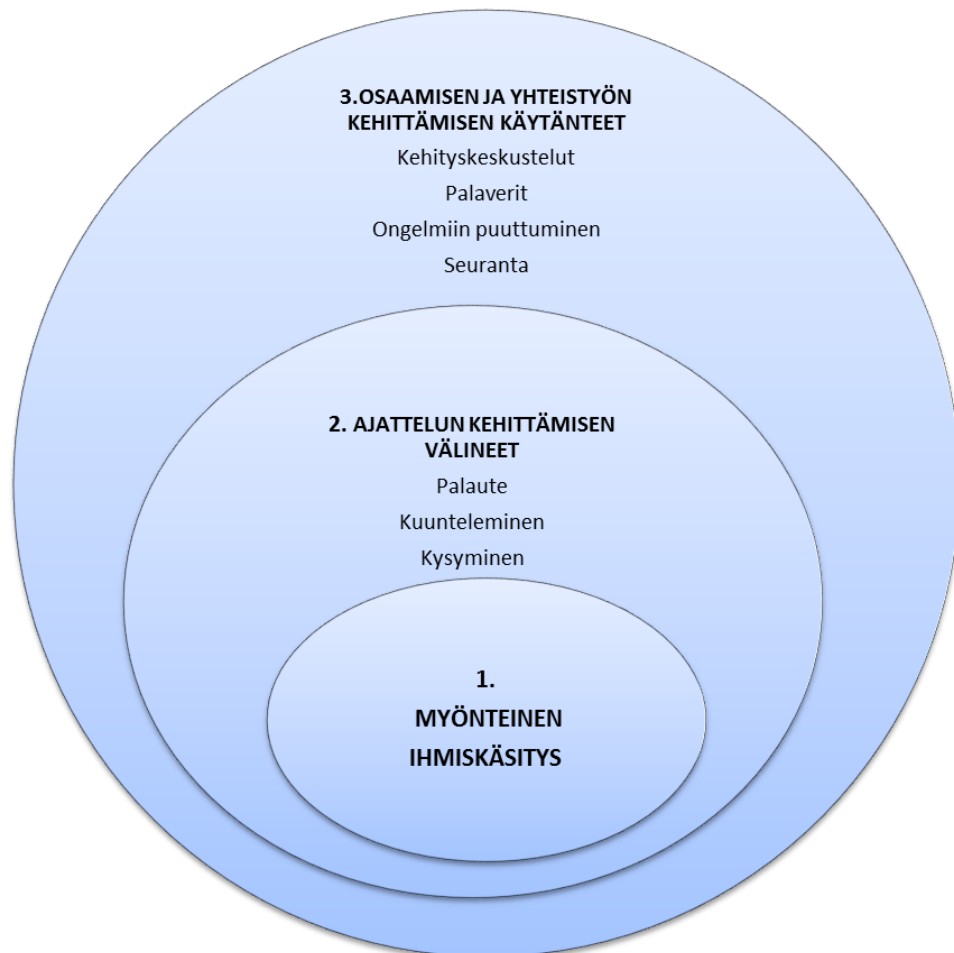 3.OSAAMISEN JA YHTEISTYÖN
KEHITTÄMISEN KÄYTÄNTEET
Kehityskeskustelut
Palaverit
Ongelmiin puuttuminen
Seuranta
2. AJATTELUN KEHITTÄMISEN
VÄLINEET
Palaute
Kuunteleminen
Kysyminen
1.
MYÖNTEINEN
IHMISKÄSITYS